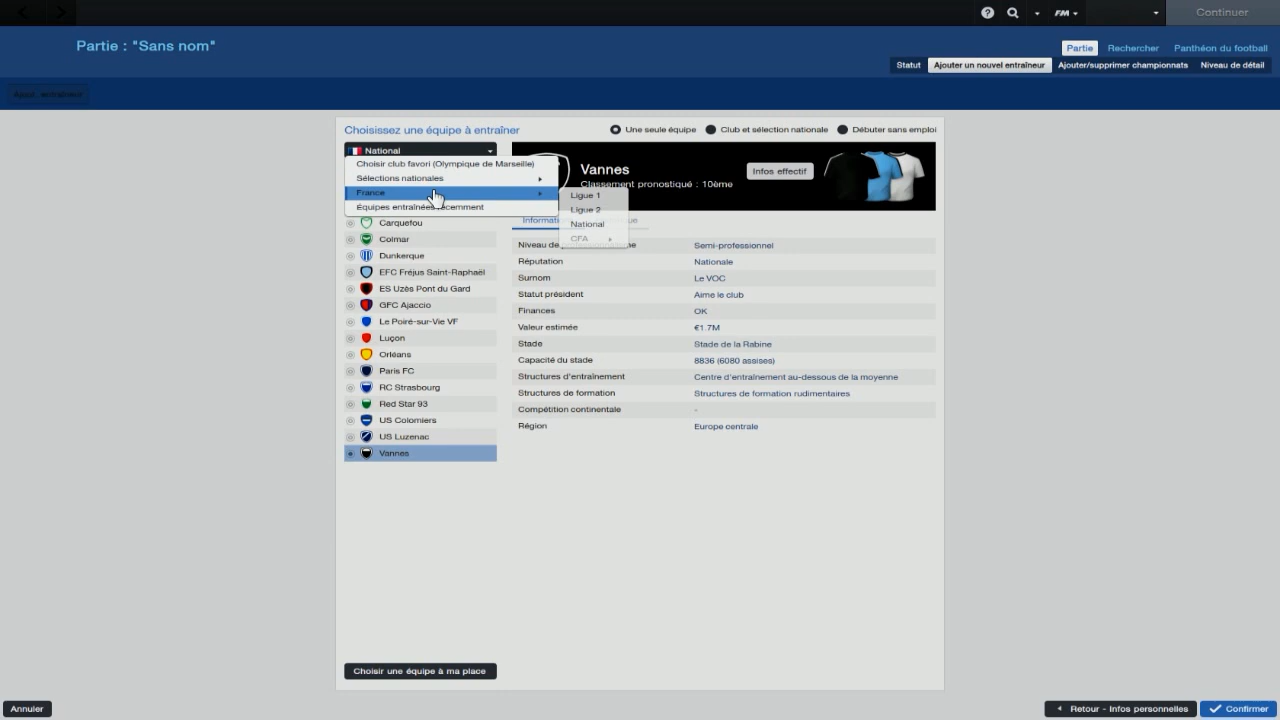 FM
Continuer
Partie : "Sans nom"
Partie Rechercher Panthéon du football
Statut Ajouter un nouvel entraîneur Ajouter/supprimer championnats Niveau de détail
Ajout. entraîneur
Choisissez une équipe à entraîner
Une seule équipe Club et sélection nationale Débuter sans emploi
National
Choisir club favori (Olympique de Marseille)
Sélections nationales
France
Équipes entraînées récemment
Ligue 1
Ligue 2
National
CFA
Vannes
Classement pronostiqué : 10ème
Infos effectif
Carquefou
Colmar
Dunkerque
EFC Fréjus Saint-Raphaël
ES Uzès Pont du Gard
GFC Ajaccio
Le Poiré-sur-Vie VF
Luçon
Orléans
Paris FC
RC Strasbourg
Red Star 93
US Colomiers
US Luzenac
Vannes
Semi-professionnel
Réputation Nationale
Surnom Le VOC
Statut président Aime le club
Finances OK
Valeur estimée €1.7M
Stade Stade de la Rabine
Capacité du stade 8836 (6080 assises)
Structures d'entraînement Centre d'entraînement au-dessous de la moyenne
Structures de formation Structures de formation rudimentaires
Compétition continentale -
Région Europe centrale
Choisir une équipe à ma place
Annuler
Retour - Infos personnelles
Confirmer